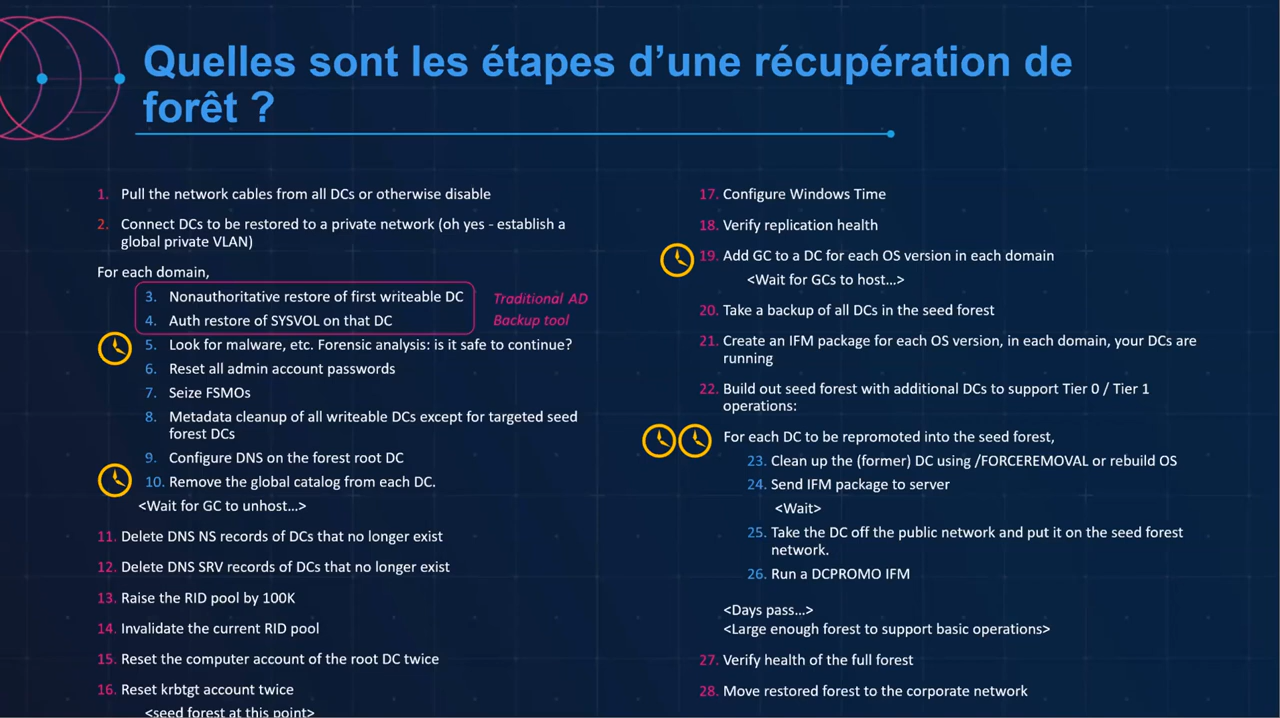 Quelles sont les étapes d’une récupération de
forêt ?
1. Pull the network cables from all DCs or otherwise disable
2. Connect DCs to be restored to a private network (oh yes - establish a
global private VLAN)
For each domain,
3. Nonauthoritative restore of first writeable DC
4. Auth restore of SYSVOL on that DC
Traditional AD
Backup tool
5. Look for malware, etc. Forensic analysis: is it safe to continue?
6. Reset all admin account passwords
7. Seize FSMOs
8. Metadata cleanup of all writeable DCs except for targeted seed
forest DCs
9. Configure DNS on the forest root DC
10. Remove the global catalog from each DC.
<Wait for GC to unhost...>
11. Delete DNS NS records of DCs that no longer exist
12. Delete DNS SRV records of DCs that no longer exist
13. Raise the RID pool by 100K
14. Invalidate the current RID pool
15. Reset the computer account of the root DC twice
16. Reset krbtgt account twice
<seed forest at this point>
17. Configure Windows Time
18. Verify replication health
19. Add GC to a DC for each OS version in each domain
<Wait for GCs to host...>
20. Take a backup of all DCs in the seed forest
21. Create an IFM package for each OS version, in each domain, your DCs are
running
22. Build out seed forest with additional DCs to support Tier 0 / Tier 1
operations:
For each DC to be repromoted into the seed forest,
23. Clean up the (former) DC using /FORCEREMOVAL or rebuild OS
24. Send IFM package to server
<Wait>
25. Take the DC off the public network and put it on the seed forest
network.
26. Run a DCPROMO IFM
<Days pass...>
<Large enough forest to support basic operations>
27. Verify health of the full forest
28. Move restored forest to the corporate network